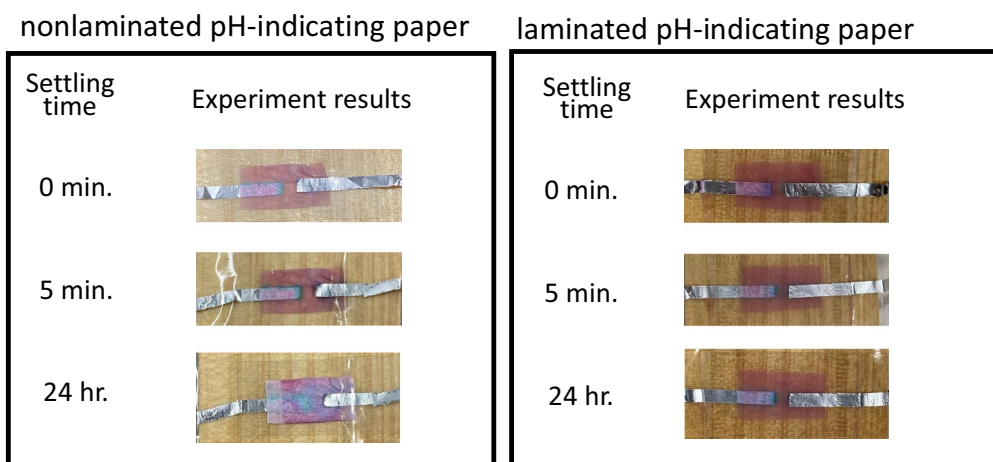 nonlaminated pH-indicating paper
Settling
time
Experiment results
0 min.
5 min.
24 hr.
laminated pH-indicating paper
Settling
time
Experiment results
0 min.
5 min.
24 hr.